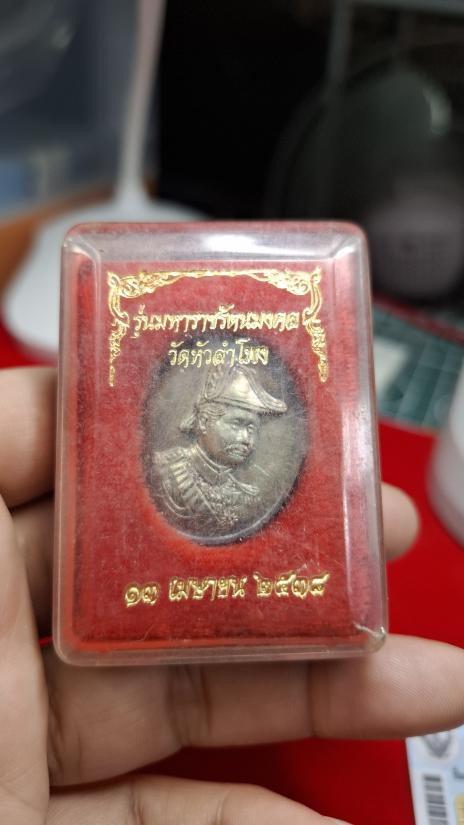 รุ่นมหาราชรัตนมงคล
วัดหัวลำโพง
๑๓ เมษายน ๒๕๓๘